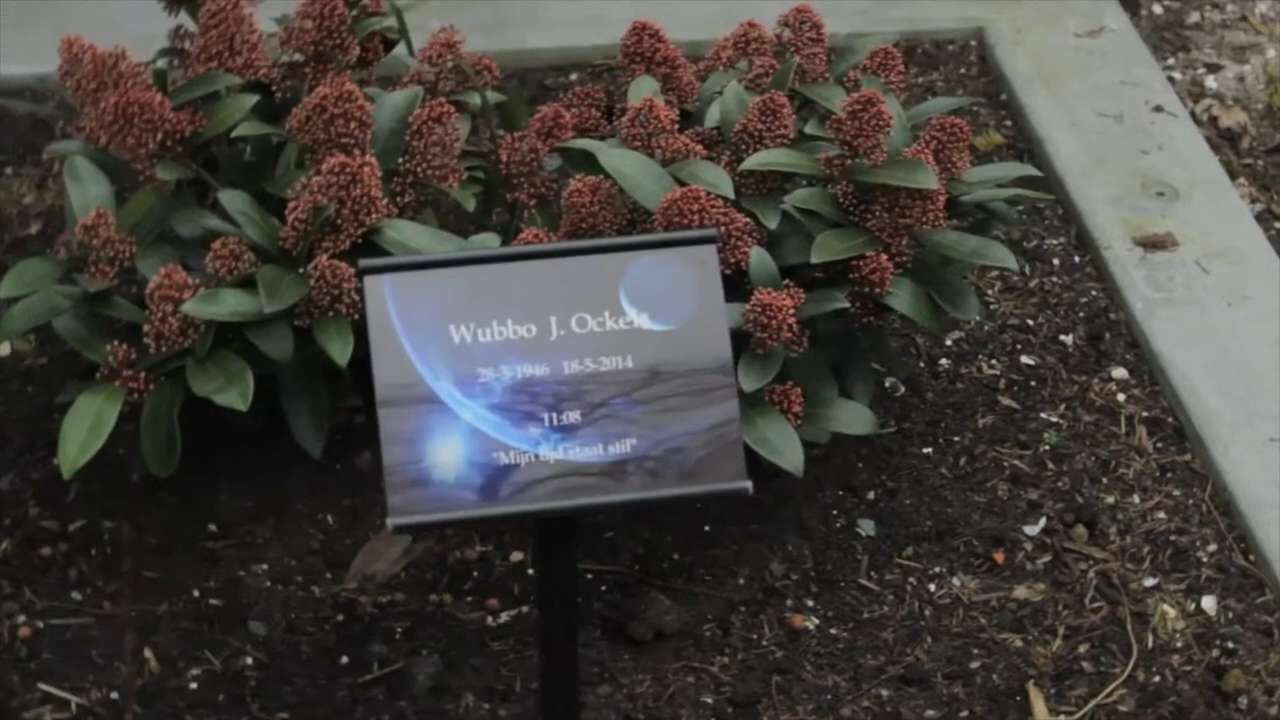 Wubbo J. Ockels
28-3-1946 18-5-2014
11:08
"Mijn tijd staat stil"